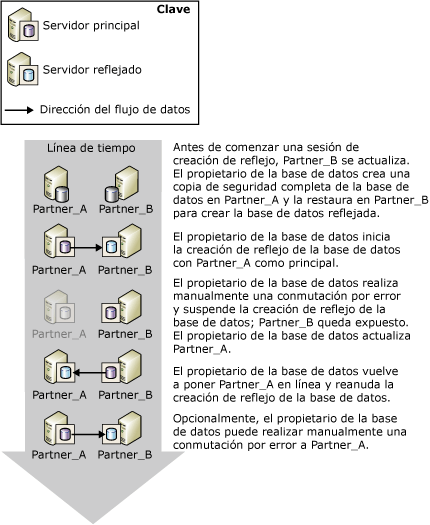 Clave
Servidor principal
Servidor reflejado
Dirección del flujo de datos
Línea de tiempo
Partner_A Partner_B
Antes de comenzar una sesión de
creación de reflejo, Partner_B se actualiza.
El propietario de la base de datos crea una
copia de seguridad completa de la base de
datos en Partner_A y la restaura en Partner_B
para crear la base de datos reflejada.
Partner_A Partner_B
El propietario de la base de datos inicia
la creación de reflejo de la base de datos
con Partner_A como principal.
Partner_A Partner_B
El propietario de la base de datos realiza
manualmente una conmutación por error
y suspende la creación de reflejo de la
base de datos; Partner_B queda expuesto.
El propietario de la base de datos actualiza
Partner_A.
Partner_A Partner_B
El propietario de la base de datos vuelve
a poner Partner_A en línea y reanuda la
creación de reflejo de la base de datos.
Partner_A Partner_B
Opcionalmente, el propietario de la base
de datos puede realizar manualmente una
conmutación por error a Partner_A.